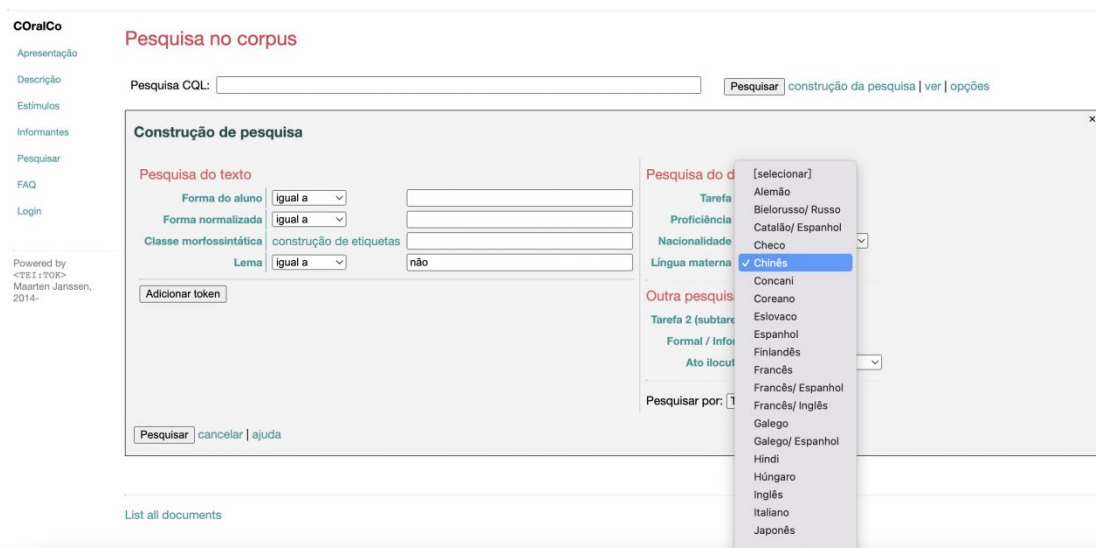 COralCo
Apresentação
Descrição
Estímulos
Informantes
Pesquisar
FAQ
Login
Powered by
<TEI:TOK>
Maarten Janssen,
2014-
Pesquisa no corpus
Pesquisa CQL: Pesquisar construção da pesquisa | ver | opções
x
Construção de pesquisa
Pesquisa do texto
Forma do aluno igual a
Forma normalizada igual a
Classe morfossintática construção de etiquetas
Lema igual a não
Adicionar token
Pesquisar cancelar | ajuda
Pesquisa do d
Tarefa
Proficiência
Nacionalidade
Língua materna
Outra pesquis
Tarefa 2 (subtare
Formal / Infor
Ato ilocut
Pesquisar por: T
[selecionar]
Alemão
Bielorusso/ Russo
Catalão/ Espanhol
Checo
✓ Chinês
Concani
Coreano
Eslovaco
Espanhol
Finlandês
Francês
Francês/ Espanhol
Francês/ Inglês
Galego
Galego/ Espanhol
Hindi
Húngaro
Inglês
Italiano
Japonês
List all documents